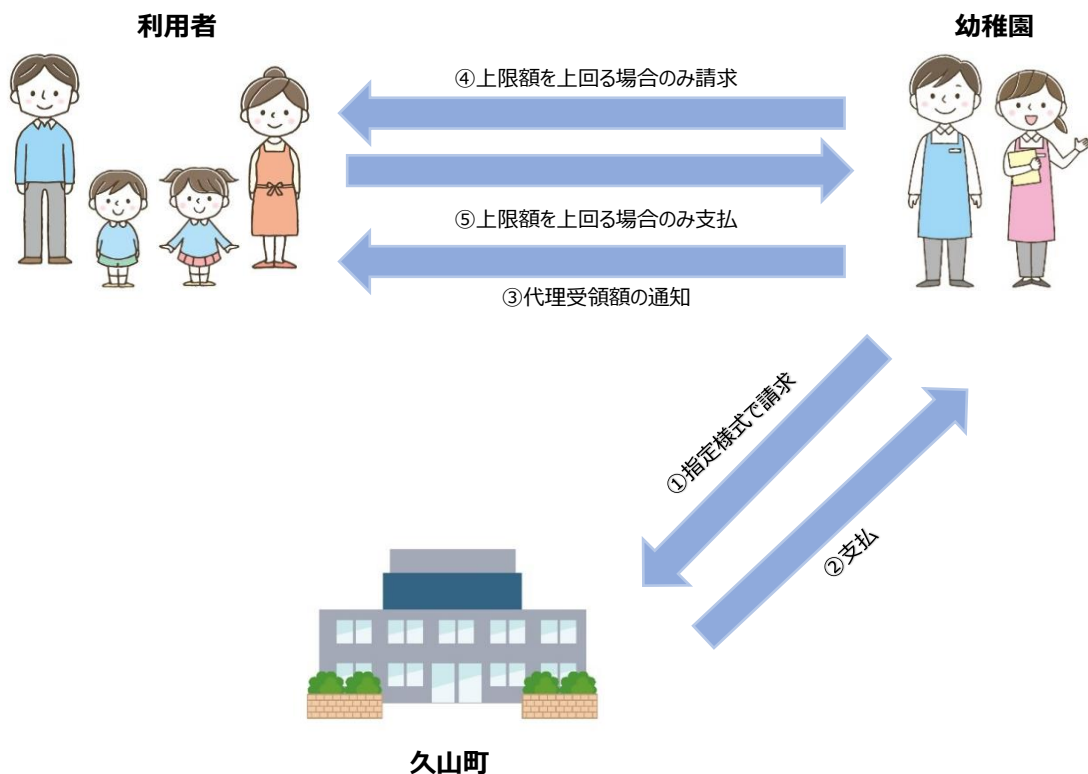 利用者
幼稚園
④上限額を上回る場合のみ請求
⑤上限額を上回る場合のみ支払
③代理受領額の通知
①指定様式で請求
②支払
久山町